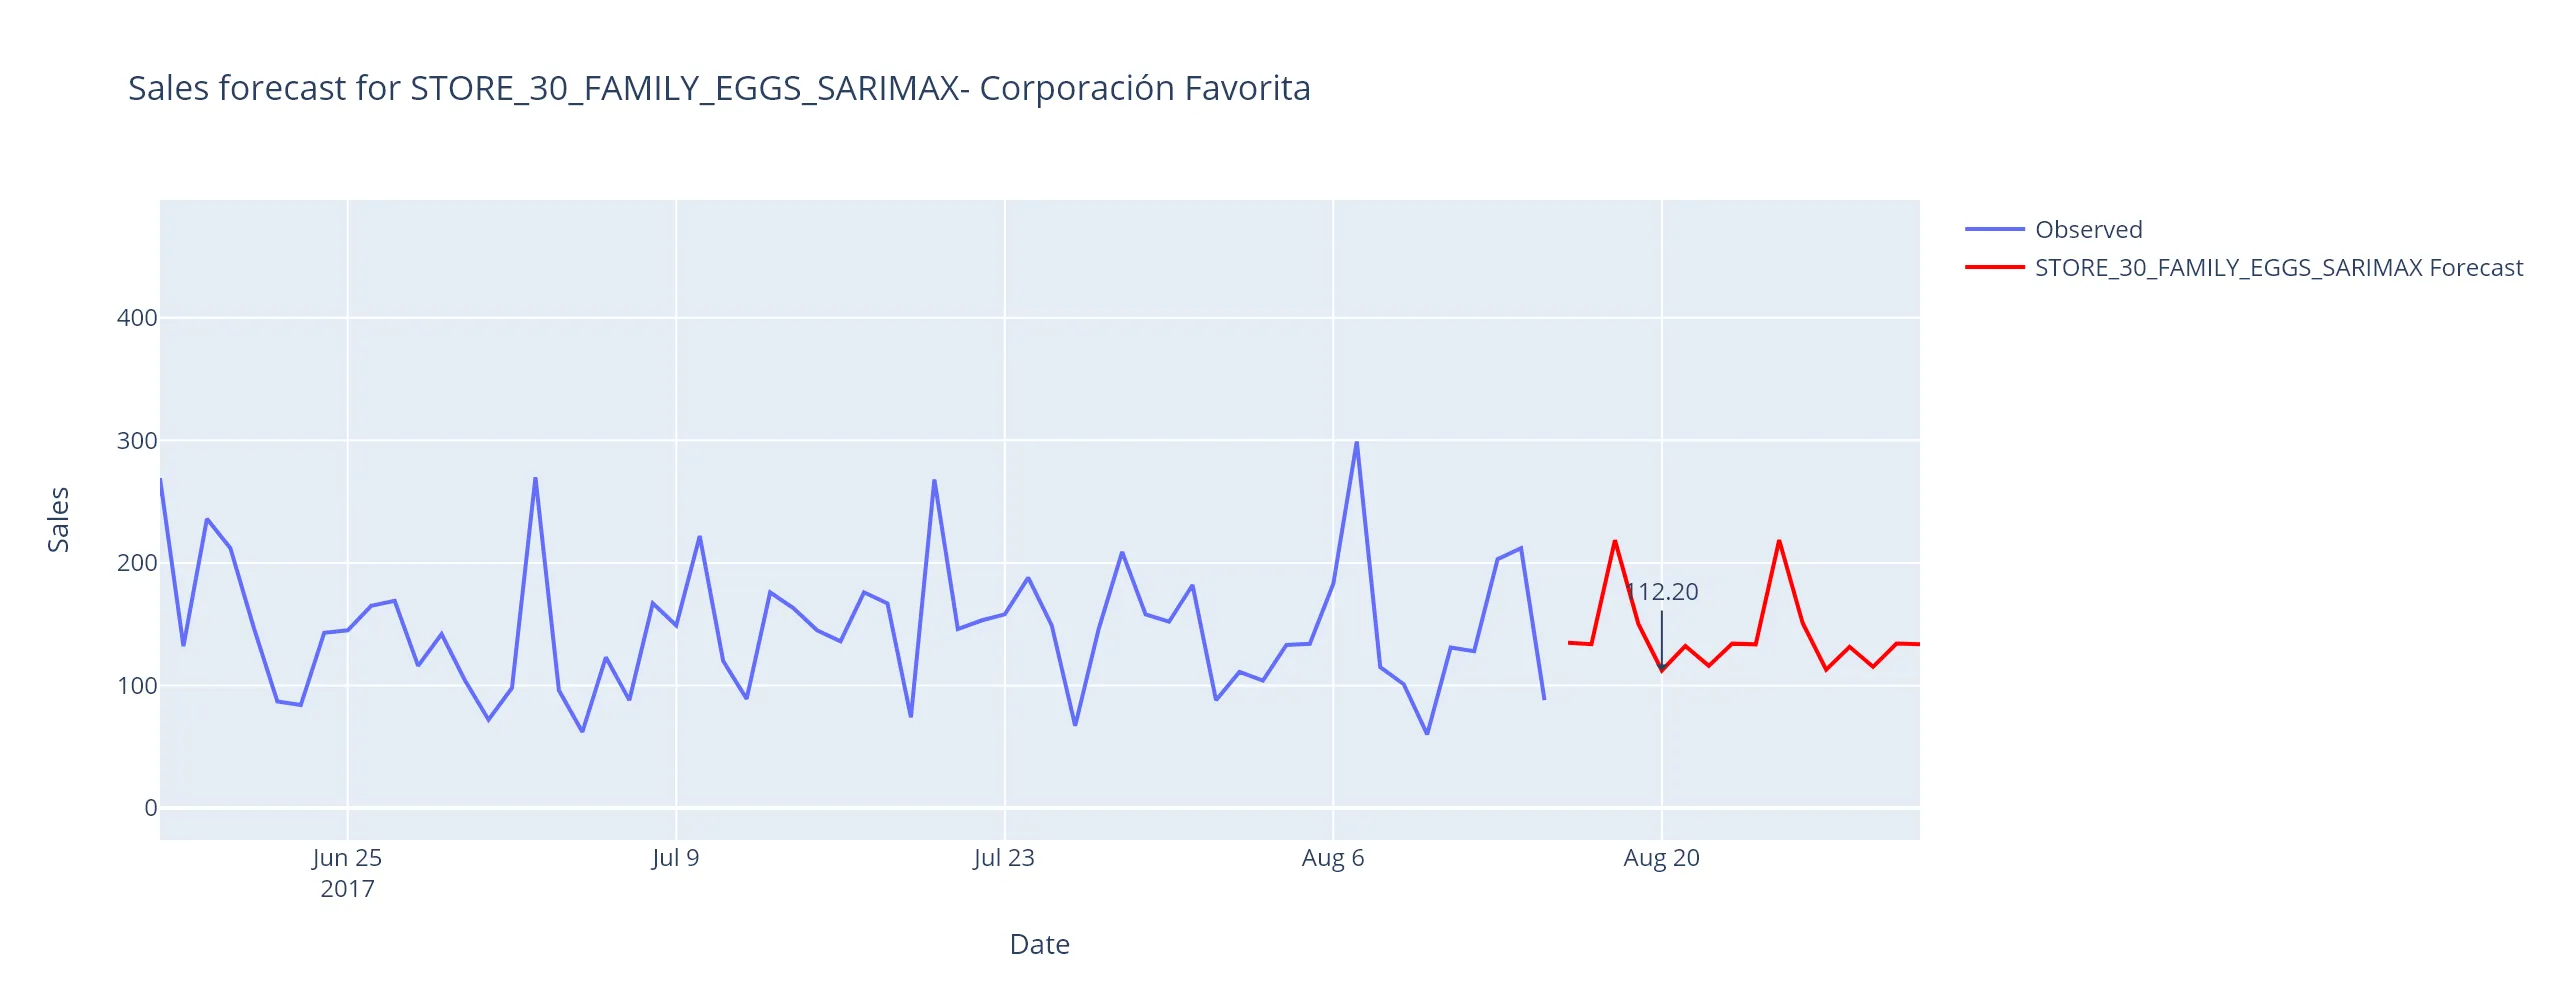 Sales forecast for STORE_30_FAMILY_EGGS_SARIMAX- Corporación Favorita
Observed
STORE_30_FAMILY_EGGS_SARIMAX Forecast
Sales
400
300
200
100
0
112.20
Jun 25
2017
Jul 9
Jul 23
Aug 6
Aug 20
Date